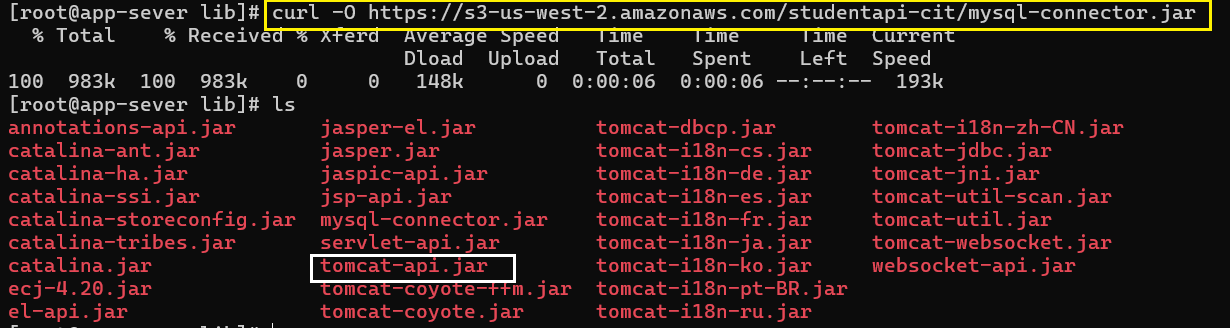 [root@app-sever lib]# curl -O https://s3-us-west-2.amazonaws.com/studentapi-cit/mysql-connector.jar
  % Total    % Received % Xferd  Average Speed   Time    Time     Time  Current
                                 Dload  Upload   Total   Spent    Left  Speed
100  983k  100  983k    0     0   148k      0  0:00:06  0:00:06 --:--:--  193k
[root@app-sever lib]# ls
annotations-api.jar       jasper-el.jar          tomcat-dbcp.jar        tomcat-i18n-zh-CN.jar
catalina-ant.jar          jasper.jar             tomcat-i18n-cs.jar     tomcat-jdbc.jar
catalina-ha.jar           jaspic-api.jar         tomcat-i18n-de.jar     tomcat-jni.jar
catalina-ssi.jar          jsp-api.jar            tomcat-i18n-es.jar     tomcat-util-scan.jar
catalina-storeconfig.jar  mysql-connector.jar    tomcat-i18n-fr.jar     tomcat-util.jar
catalina-tribes.jar       servlet-api.jar        tomcat-i18n-ja.jar     tomcat-websocket.jar
catalina.jar              tomcat-api.jar         tomcat-i18n-ko.jar     websocket-api.jar
ecj-4.20.jar              tomcat-coyote-ffm.jar  tomcat-i18n-pt-BR.jar
el-api.jar                tomcat-coyote.jar      tomcat-i18n-ru.jar